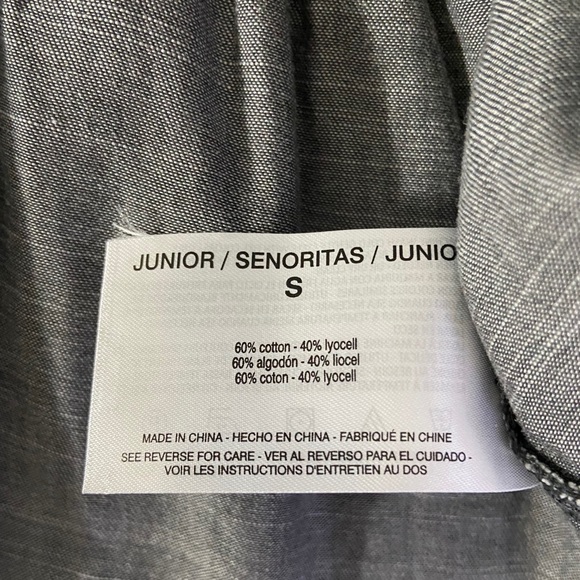 JUNIOR / SENORITAS / JUNIO
S
60% cotton - 40% lyocell
60% algodón - 40% liocel
60% coton - 40% lyocell
MADE IN CHINA - HECHO EN CHINA - FABRIQUÉ EN CHINE
SEE REVERSE FOR CARE - VER AL REVERSO PARA EL CUIDADO -
VOIR LES INSTRUCTIONS D'ENTRETIEN AU DOS